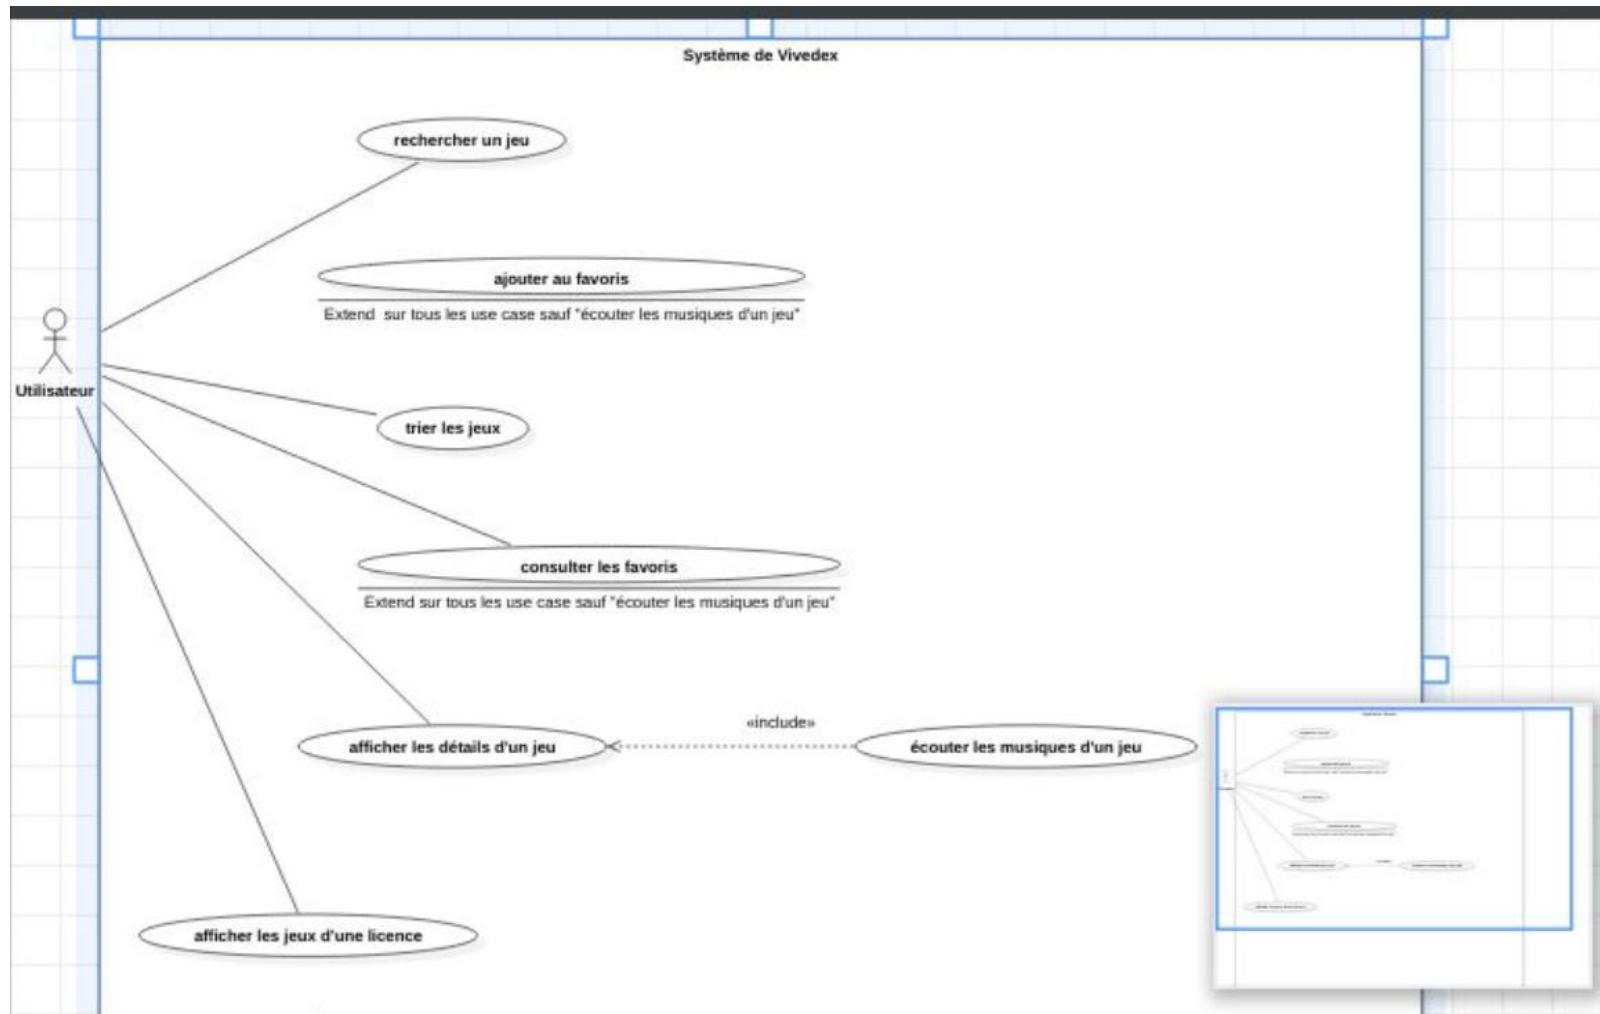 Système de Vivedex
rechercher un jeu
ajouter au favoris
Extend sur tous les use case sauf "écouter les musiques d'un jeu"
Utilisateur
trier les jeux
consulter les favoris
Extend sur tous les use case sauf "écouter les musiques d'un jeu"
«include»
afficher les détails d'un jeu
écouter les musiques d'un jeu
afficher les jeux d'une licence